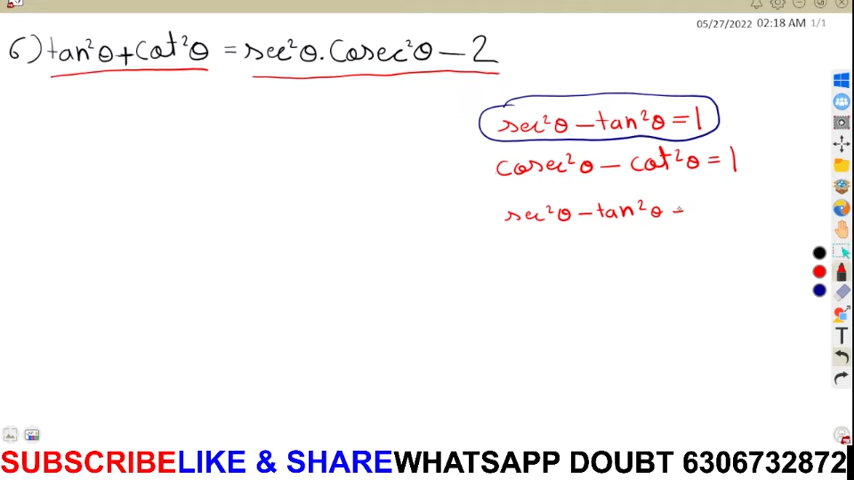 05/27/2022 02:18 AM 1/1
6) tan²θ + cot²θ = sec²θ . Cosec²θ – 2
sec²θ – tan²θ = 1
cosec²θ – cot²θ = 1
sec²θ – tan²θ =
T
SUBSCRIBELIKE & SHAREWHATSAPP DOUBT 6306732872